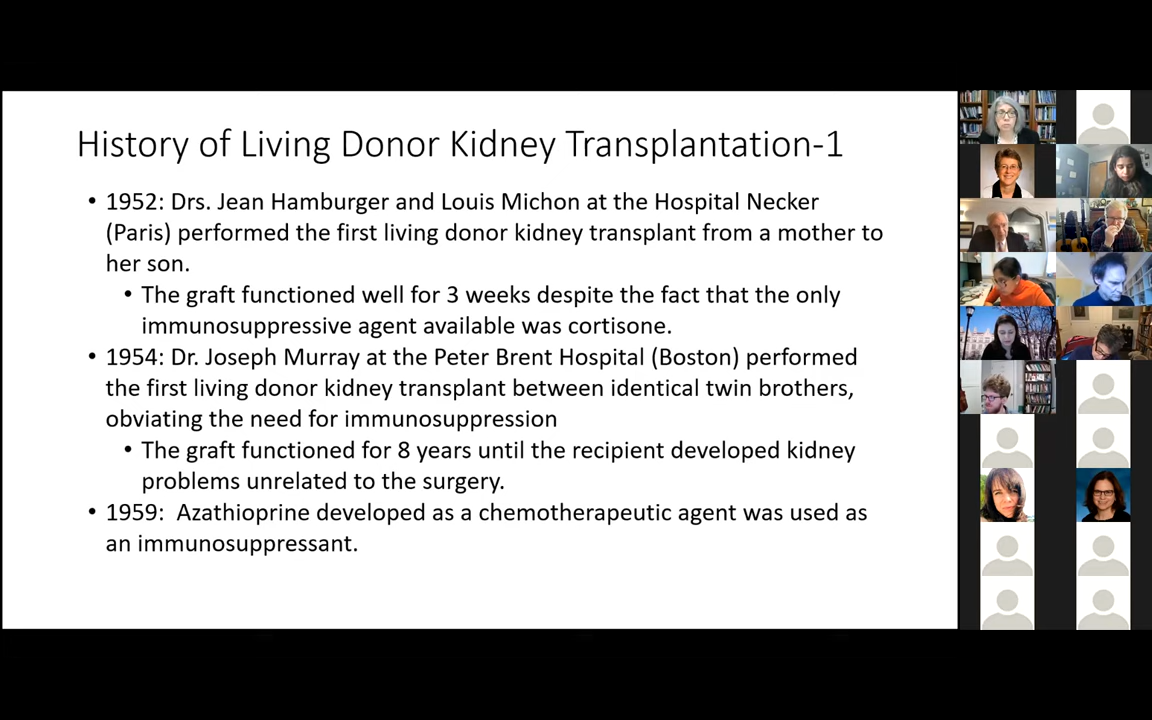 History of Living Donor Kidney Transplantation-1
• 1952: Drs. Jean Hamburger and Louis Michon at the Hospital Necker
(Paris) performed the first living donor kidney transplant from a mother to
her son.
• The graft functioned well for 3 weeks despite the fact that the only
immunosuppressive agent available was cortisone.
• 1954: Dr. Joseph Murray at the Peter Brent Hospital (Boston) performed
the first living donor kidney transplant between identical twin brothers,
obviating the need for immunosuppression
• The graft functioned for 8 years until the recipient developed kidney
problems unrelated to the surgery.
• 1959:  Azathioprine developed as a chemotherapeutic agent was used as
an immunosuppressant.